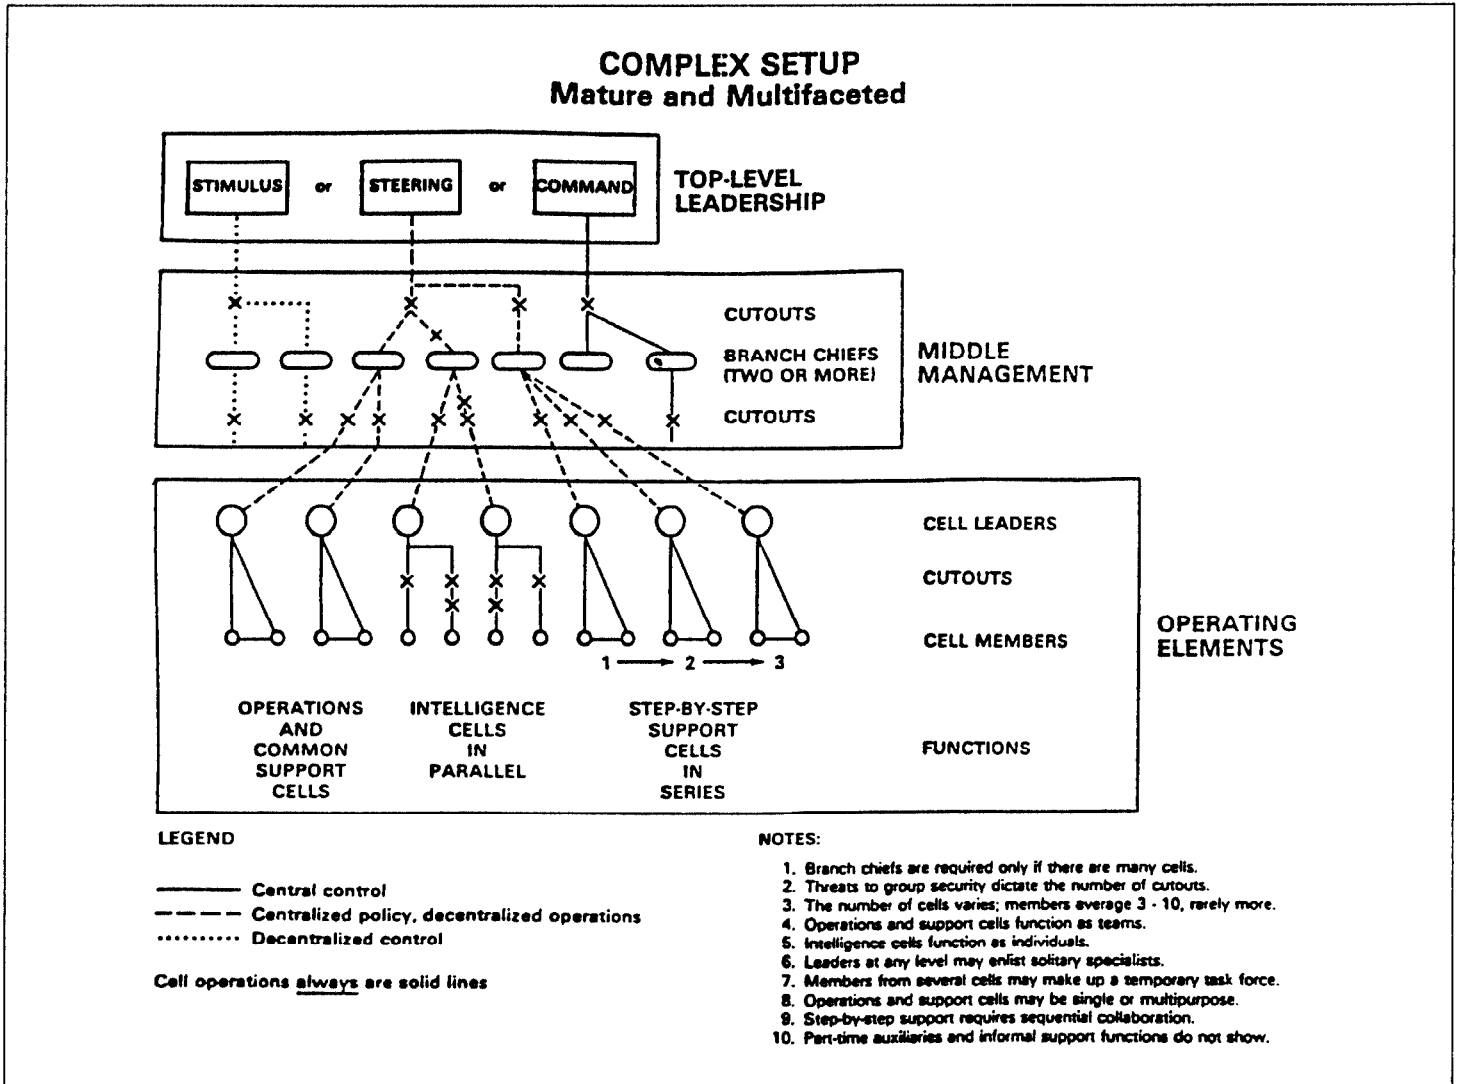 COMPLEX SETUP
Mature and Multifaceted
STIMULUS or STEERING or COMMAND
TOP-LEVEL
LEADERSHIP
CUTOUTS
BRANCH CHIEFS
(TWO OR MORE)
CUTOUTS
MIDDLE
MANAGEMENT
CELL LEADERS
CUTOUTS
CELL MEMBERS
1 2 3
OPERATING
ELEMENTS
OPERATIONS
AND
COMMON
SUPPORT
CELLS
INTELLIGENCE
CELLS
IN
PARALLEL
STEP-BY-STEP
SUPPORT
CELLS
IN
SERIES
FUNCTIONS
LEGEND
Central control
Centralized policy, decentralized operations
Decentralized control
Cell operations always are solid lines
NOTES:
1. Branch chiefs are required only if there are many cells.
2. Threats to group security dictate the number of cutouts.
3. The number of cells varies; members average 3 - 10, rarely more.
4. Operations and support cells function as teams.
5. Intelligence cells function as individuals.
6. Leaders at any level may enlist solitary specialists.
7. Members from several cells may make up a temporary task force.
8. Operations and support cells may be single or multipurpose.
9. Step-by-step support requires sequential collaboration.
10. Part-time auxiliaries and informal support functions do not show.